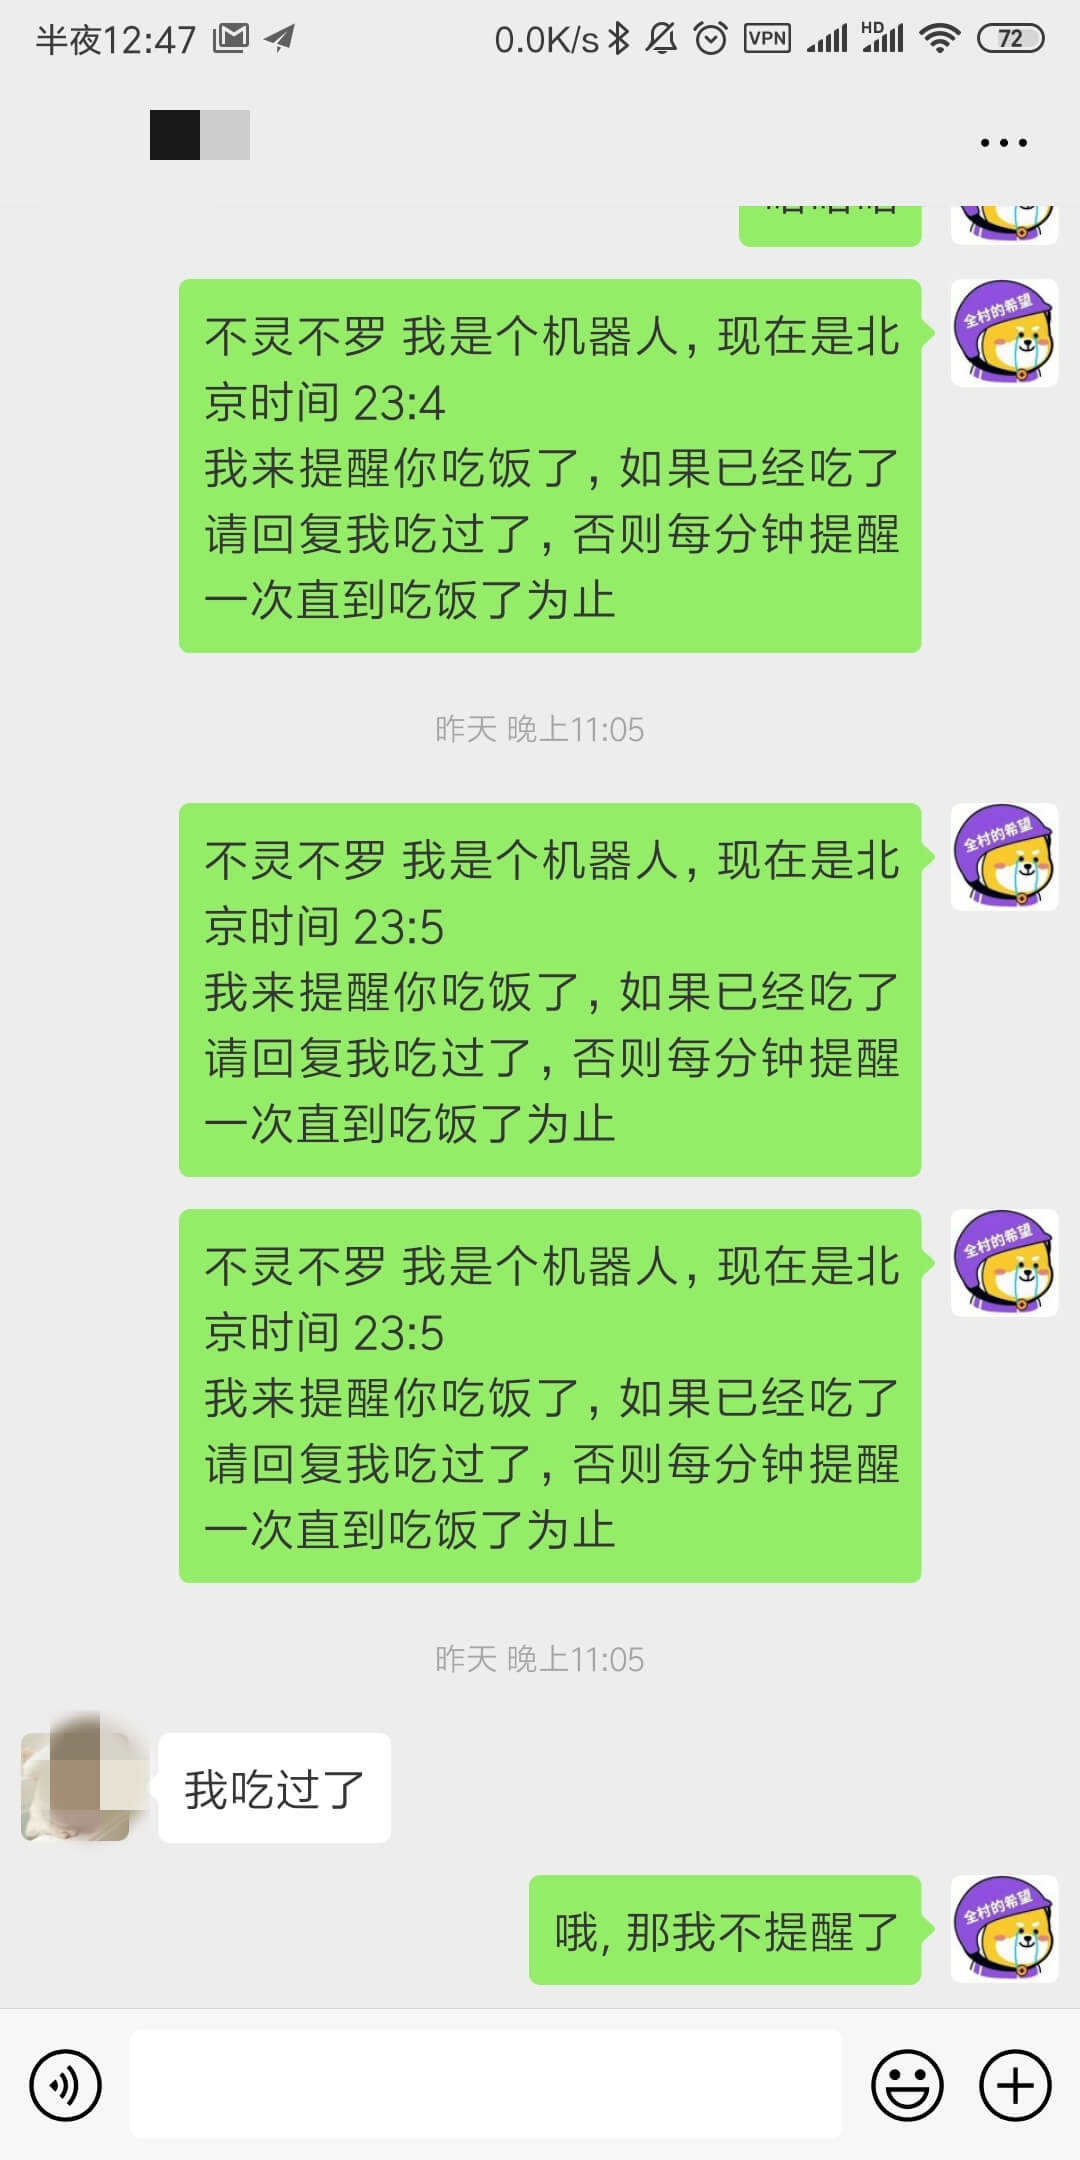 半夜12:47
0.0K/s
VPN
HD
72
不灵不罗 我是个机器人, 现在是北
京时间 23:4
我来提醒你吃饭了, 如果已经吃了
请回复我吃过了, 否则每分钟提醒
一次直到吃饭了为止
全村的希望
昨天 晚上11:05
不灵不罗 我是个机器人, 现在是北
京时间 23:5
我来提醒你吃饭了, 如果已经吃了
请回复我吃过了, 否则每分钟提醒
一次直到吃饭了为止
全村的希望
不灵不罗 我是个机器人, 现在是北
京时间 23:5
我来提醒你吃饭了, 如果已经吃了
请回复我吃过了, 否则每分钟提醒
一次直到吃饭了为止
全村的希望
昨天 晚上11:05
我吃过了
哦, 那我不提醒了
全村的希望